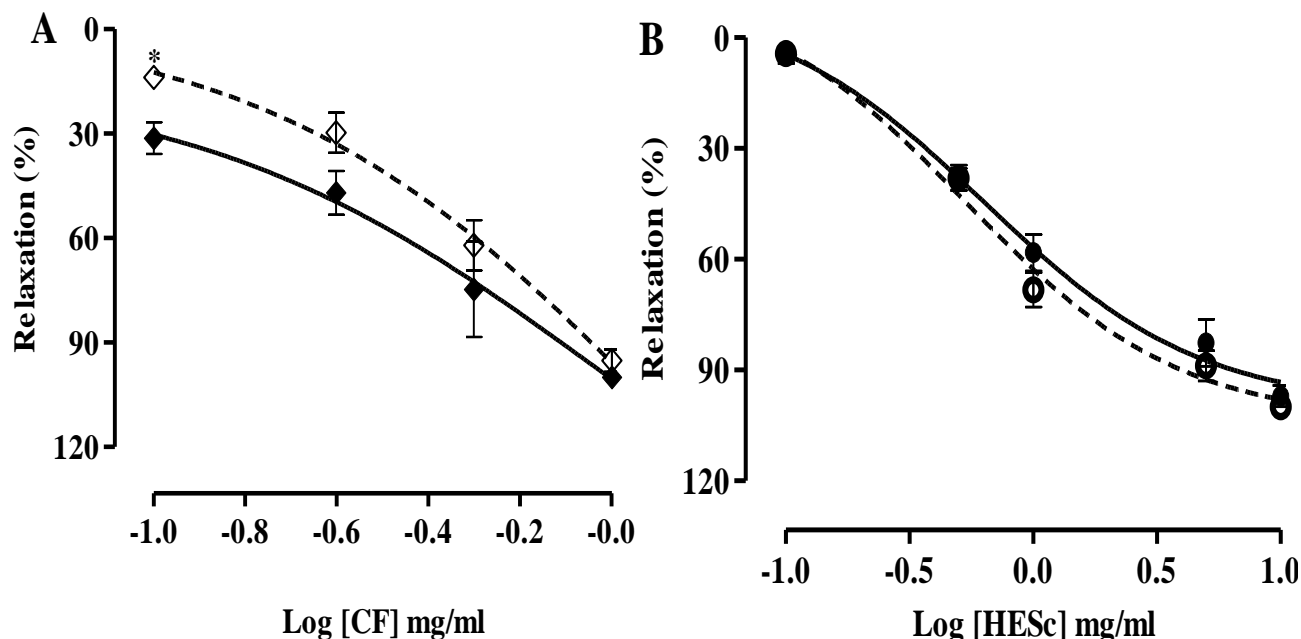 A
*
0
30
60
90
120
Relaxation (%)
-1.0 -0.8 -0.6 -0.4 -0.2 -0.0
Log [CF] mg/ml
B
0
30
60
90
120
Relaxation (%)
-1.0 -0.5 0.0 0.5 1.0
Log [HESc] mg/ml